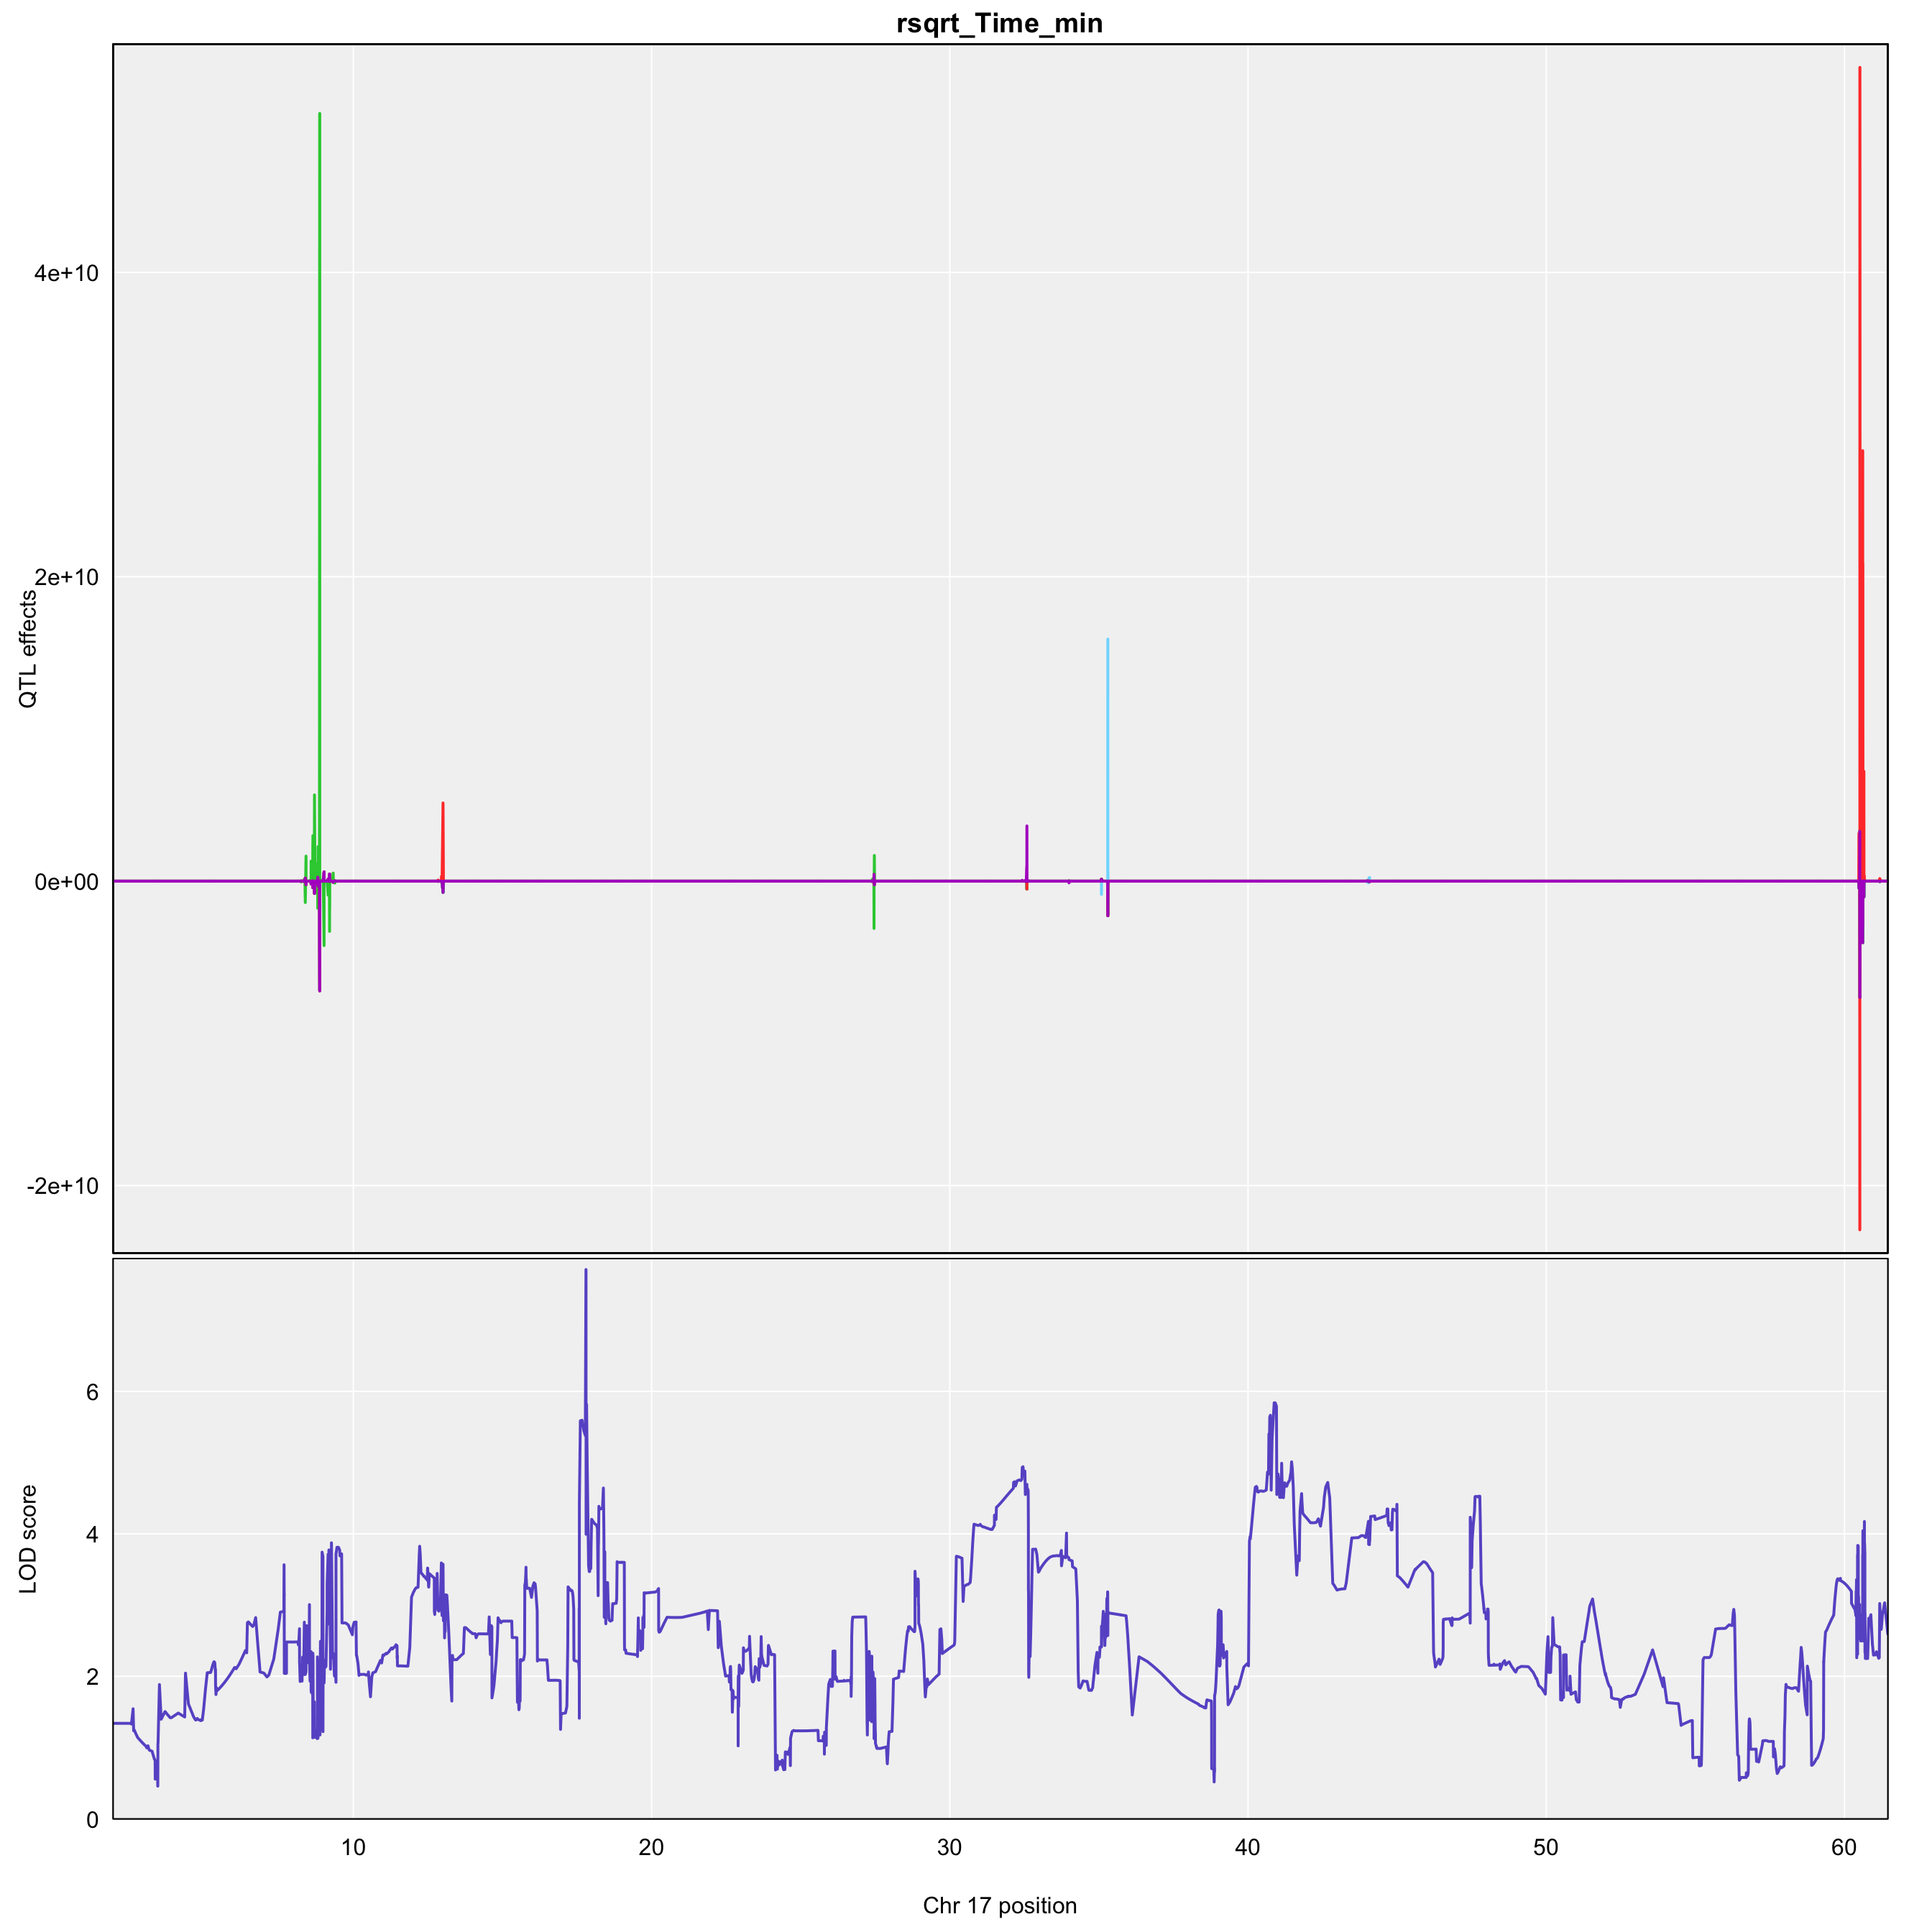 rsqrt_Time_min
4e+10
2e+10
0e+00
-2e+10
QTL effects
6
4
2
0
LOD score
10 20 30 40 50 60
Chr 17 position